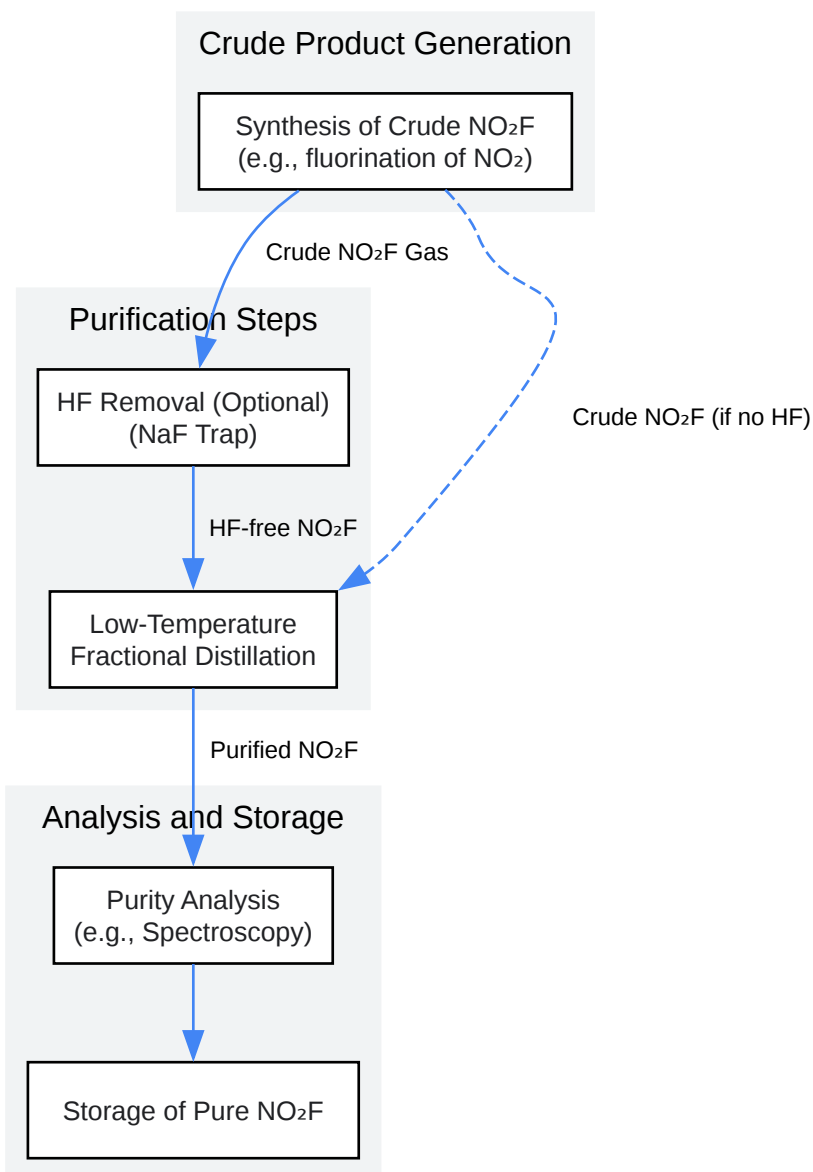 Crude Product Generation
Synthesis of Crude NO₂F
(e.g., fluorination of NO₂)
Crude NO₂F Gas
Purification Steps
HF Removal (Optional)
(NaF Trap)
Crude NO₂F (if no HF)
HF-free NO₂F
Low-Temperature
Fractional Distillation
Purified NO₂F
Analysis and Storage
Purity Analysis
(e.g., Spectroscopy)
Storage of Pure NO₂F